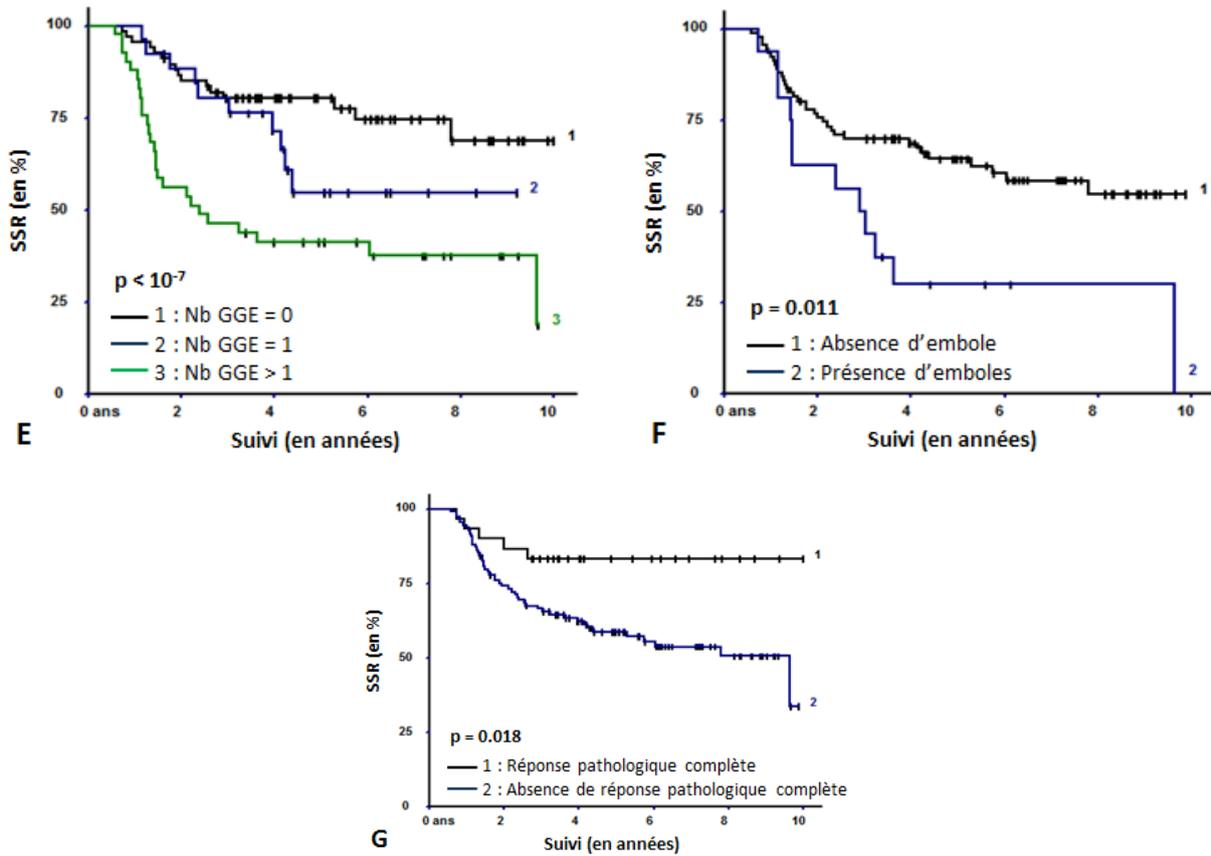 100
75
50
25
0
SSR (en %)
1
2
3
p < 10-7
1 : Nb GGE = 0
2 : Nb GGE = 1
3 : Nb GGE > 1
0 ans 2 4 6 8 10
Suivi (en années)
E
100
75
50
25
0
SSR (en %)
1
2
p = 0.011
1 : Absence d'embole
2 : Présence d'emboles
0 ans 2 4 6 8 10
Suivi (en années)
F
100
75
50
25
0
SSR (en %)
1
2
p = 0.018
1 : Réponse pathologique complète
2 : Absence de réponse pathologique complète
0 ans 2 4 6 8 10
Suivi (en années)
G